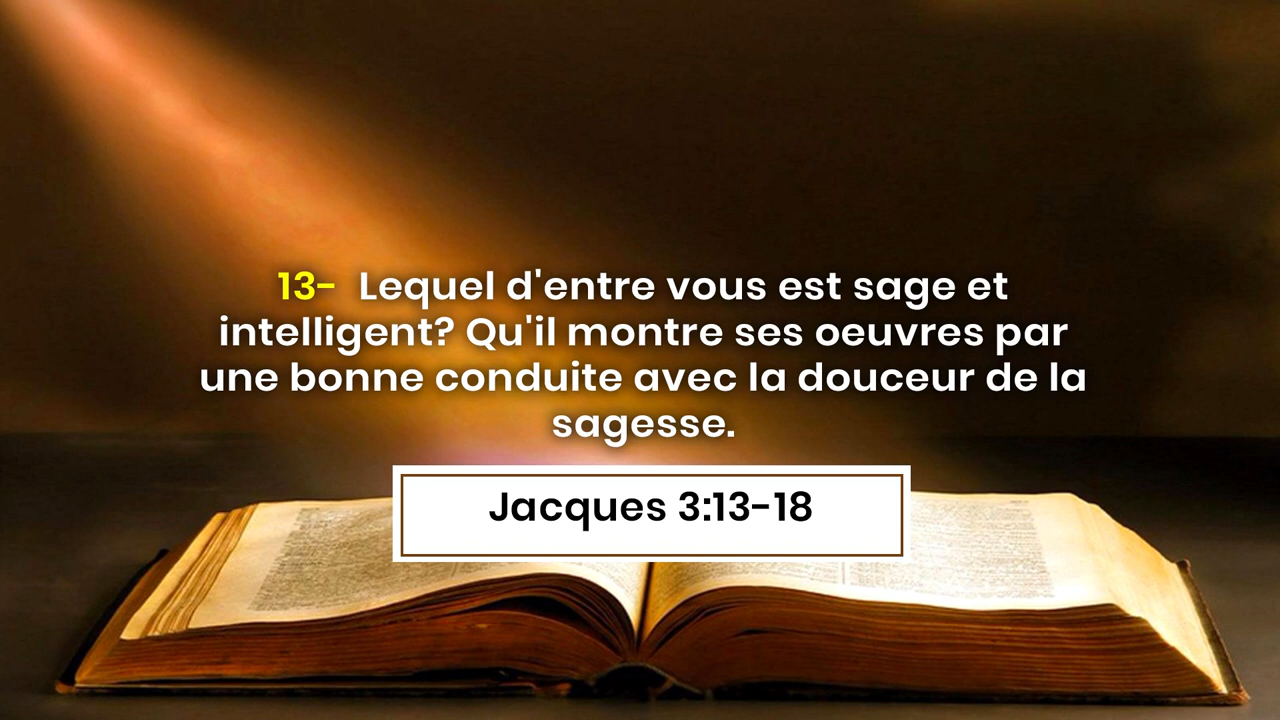 13- Lequel d'entre vous est sage et
intelligent? Qu'il montre ses oeuvres par
une bonne conduite avec la douceur de la
sagesse.
Jacques 3:13-18